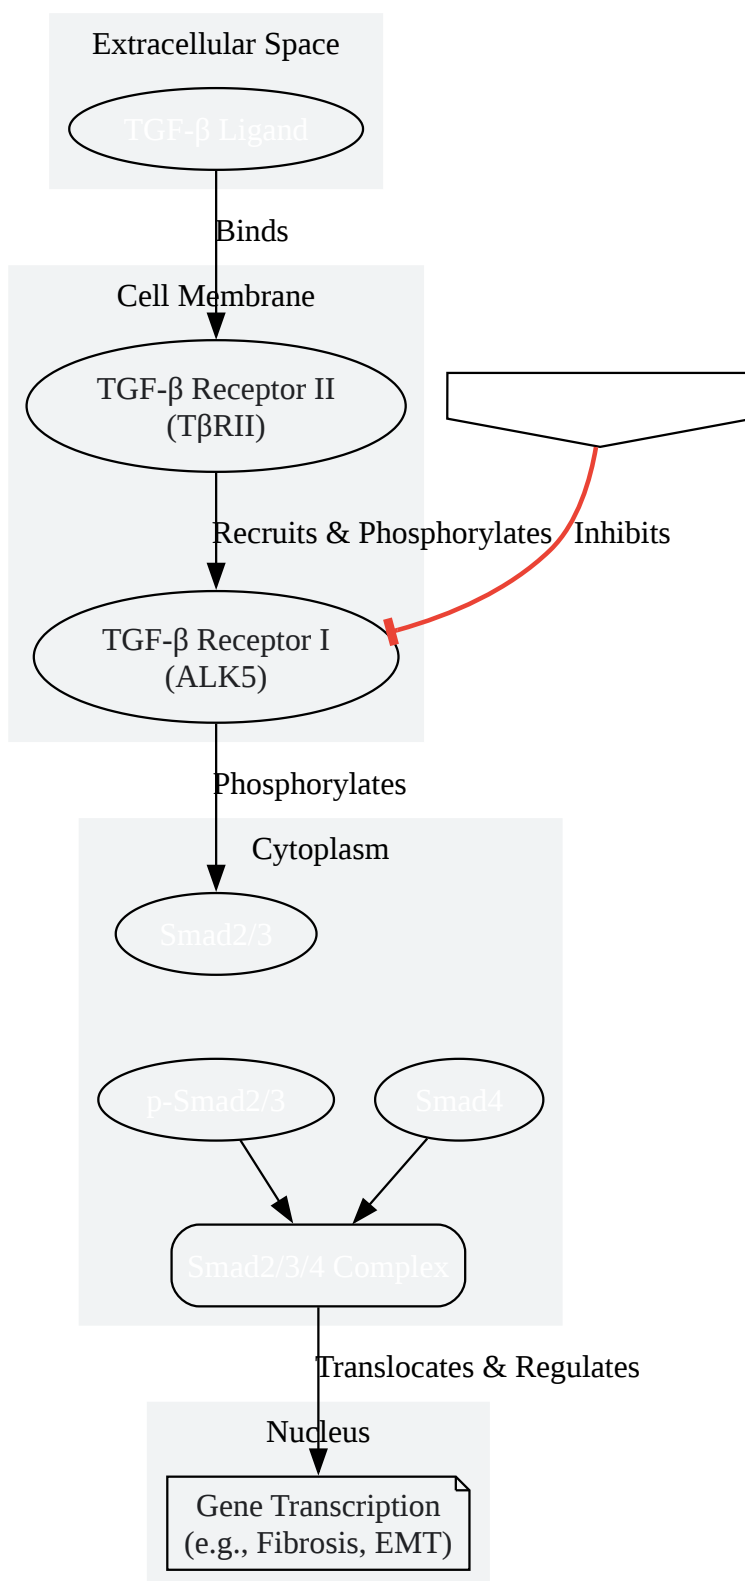 Extracellular Space
TGF-β Ligand
Binds
Cell Membrane
TGF-β Receptor II
(TβRII)
Recruits & Phosphorylates
Inhibits
TGF-β Receptor I
(ALK5)
Phosphorylates
Cytoplasm
Smad2/3
p-Smad2/3
Smad4
Smad2/3/4 Complex
Translocates & Regulates
Nucleus
Gene Transcription
(e.g., Fibrosis, EMT)